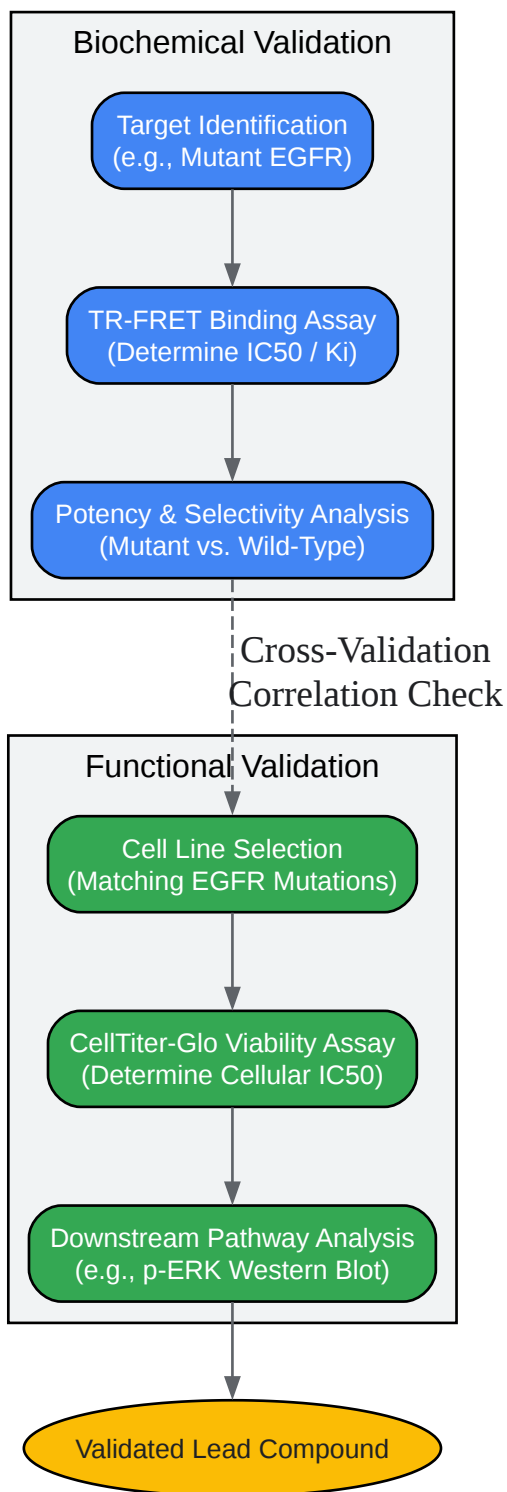 Biochemical Validation
Target Identification
(e.g., Mutant EGFR)
TR-FRET Binding Assay
(Determine IC50 / Ki)
Potency & Selectivity Analysis
(Mutant vs. Wild-Type)
Cross-Validation
Correlation Check
Functional Validation
Cell Line Selection
(Matching EGFR Mutations)
CellTiter-Glo Viability Assay
(Determine Cellular IC50)
Downstream Pathway Analysis
(e.g., p-ERK Western Blot)
Validated Lead Compound